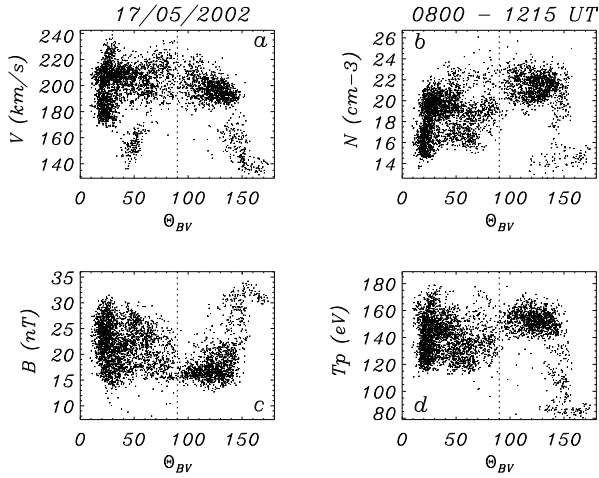 17/05/2002 0800 – 1215 UT
240
220
200
180
160
140
V (km/s)
a
0 50 100 150
Θ_BV
26
24
22
20
18
16
14
N (cm–3)
b
0 50 100 150
Θ_BV
35
30
25
20
15
10
B (nT)
c
0 50 100 150
Θ_BV
180
160
140
120
100
80
Tp (eV)
d
0 50 100 150
Θ_BV